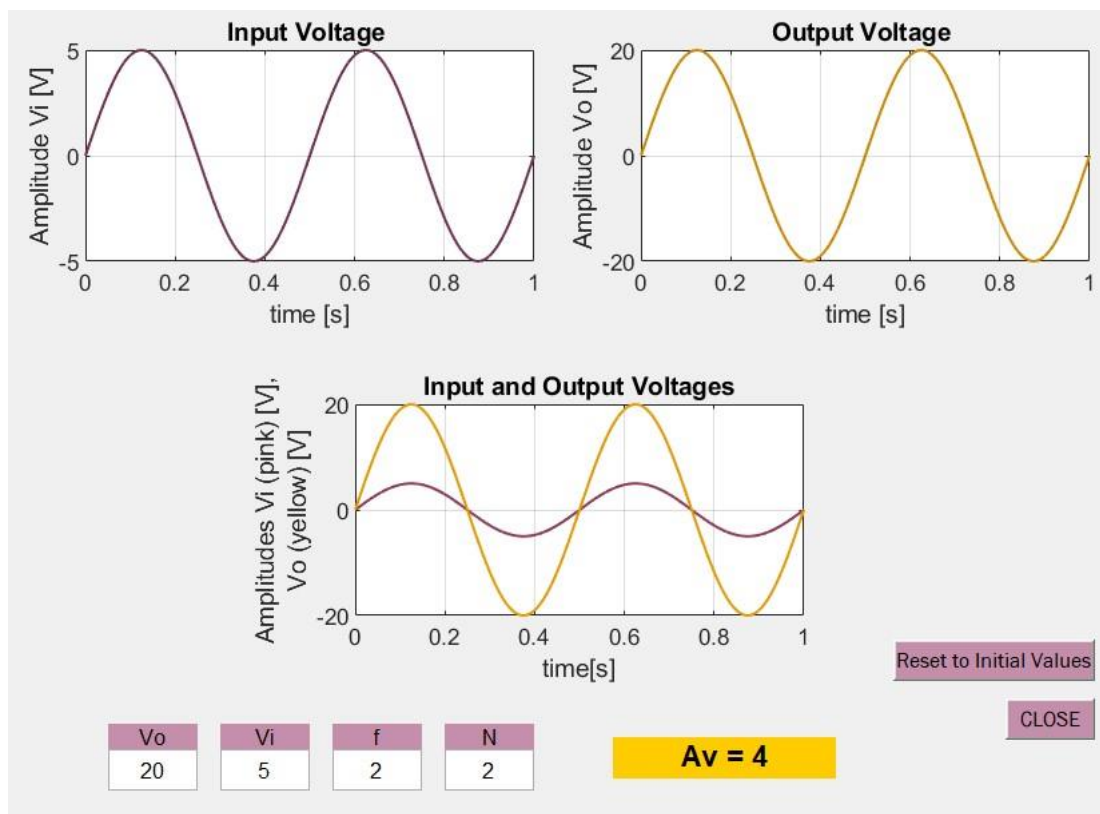 Input Voltage
Amplitude Vi [V]
5
0
-5
0 0.2 0.4 0.6 0.8 1
time [s]
Output Voltage
Amplitude Vo [V]
20
0
-20
0 0.2 0.4 0.6 0.8 1
time [s]
Input and Output Voltages
Amplitudes Vi (pink) [V],
Vo (yellow) [V]
20
0
-20
0 0.2 0.4 0.6 0.8 1
time[s]
Reset to Initial Values
CLOSE
Vo Vi f N
20 5 2 2
Av = 4